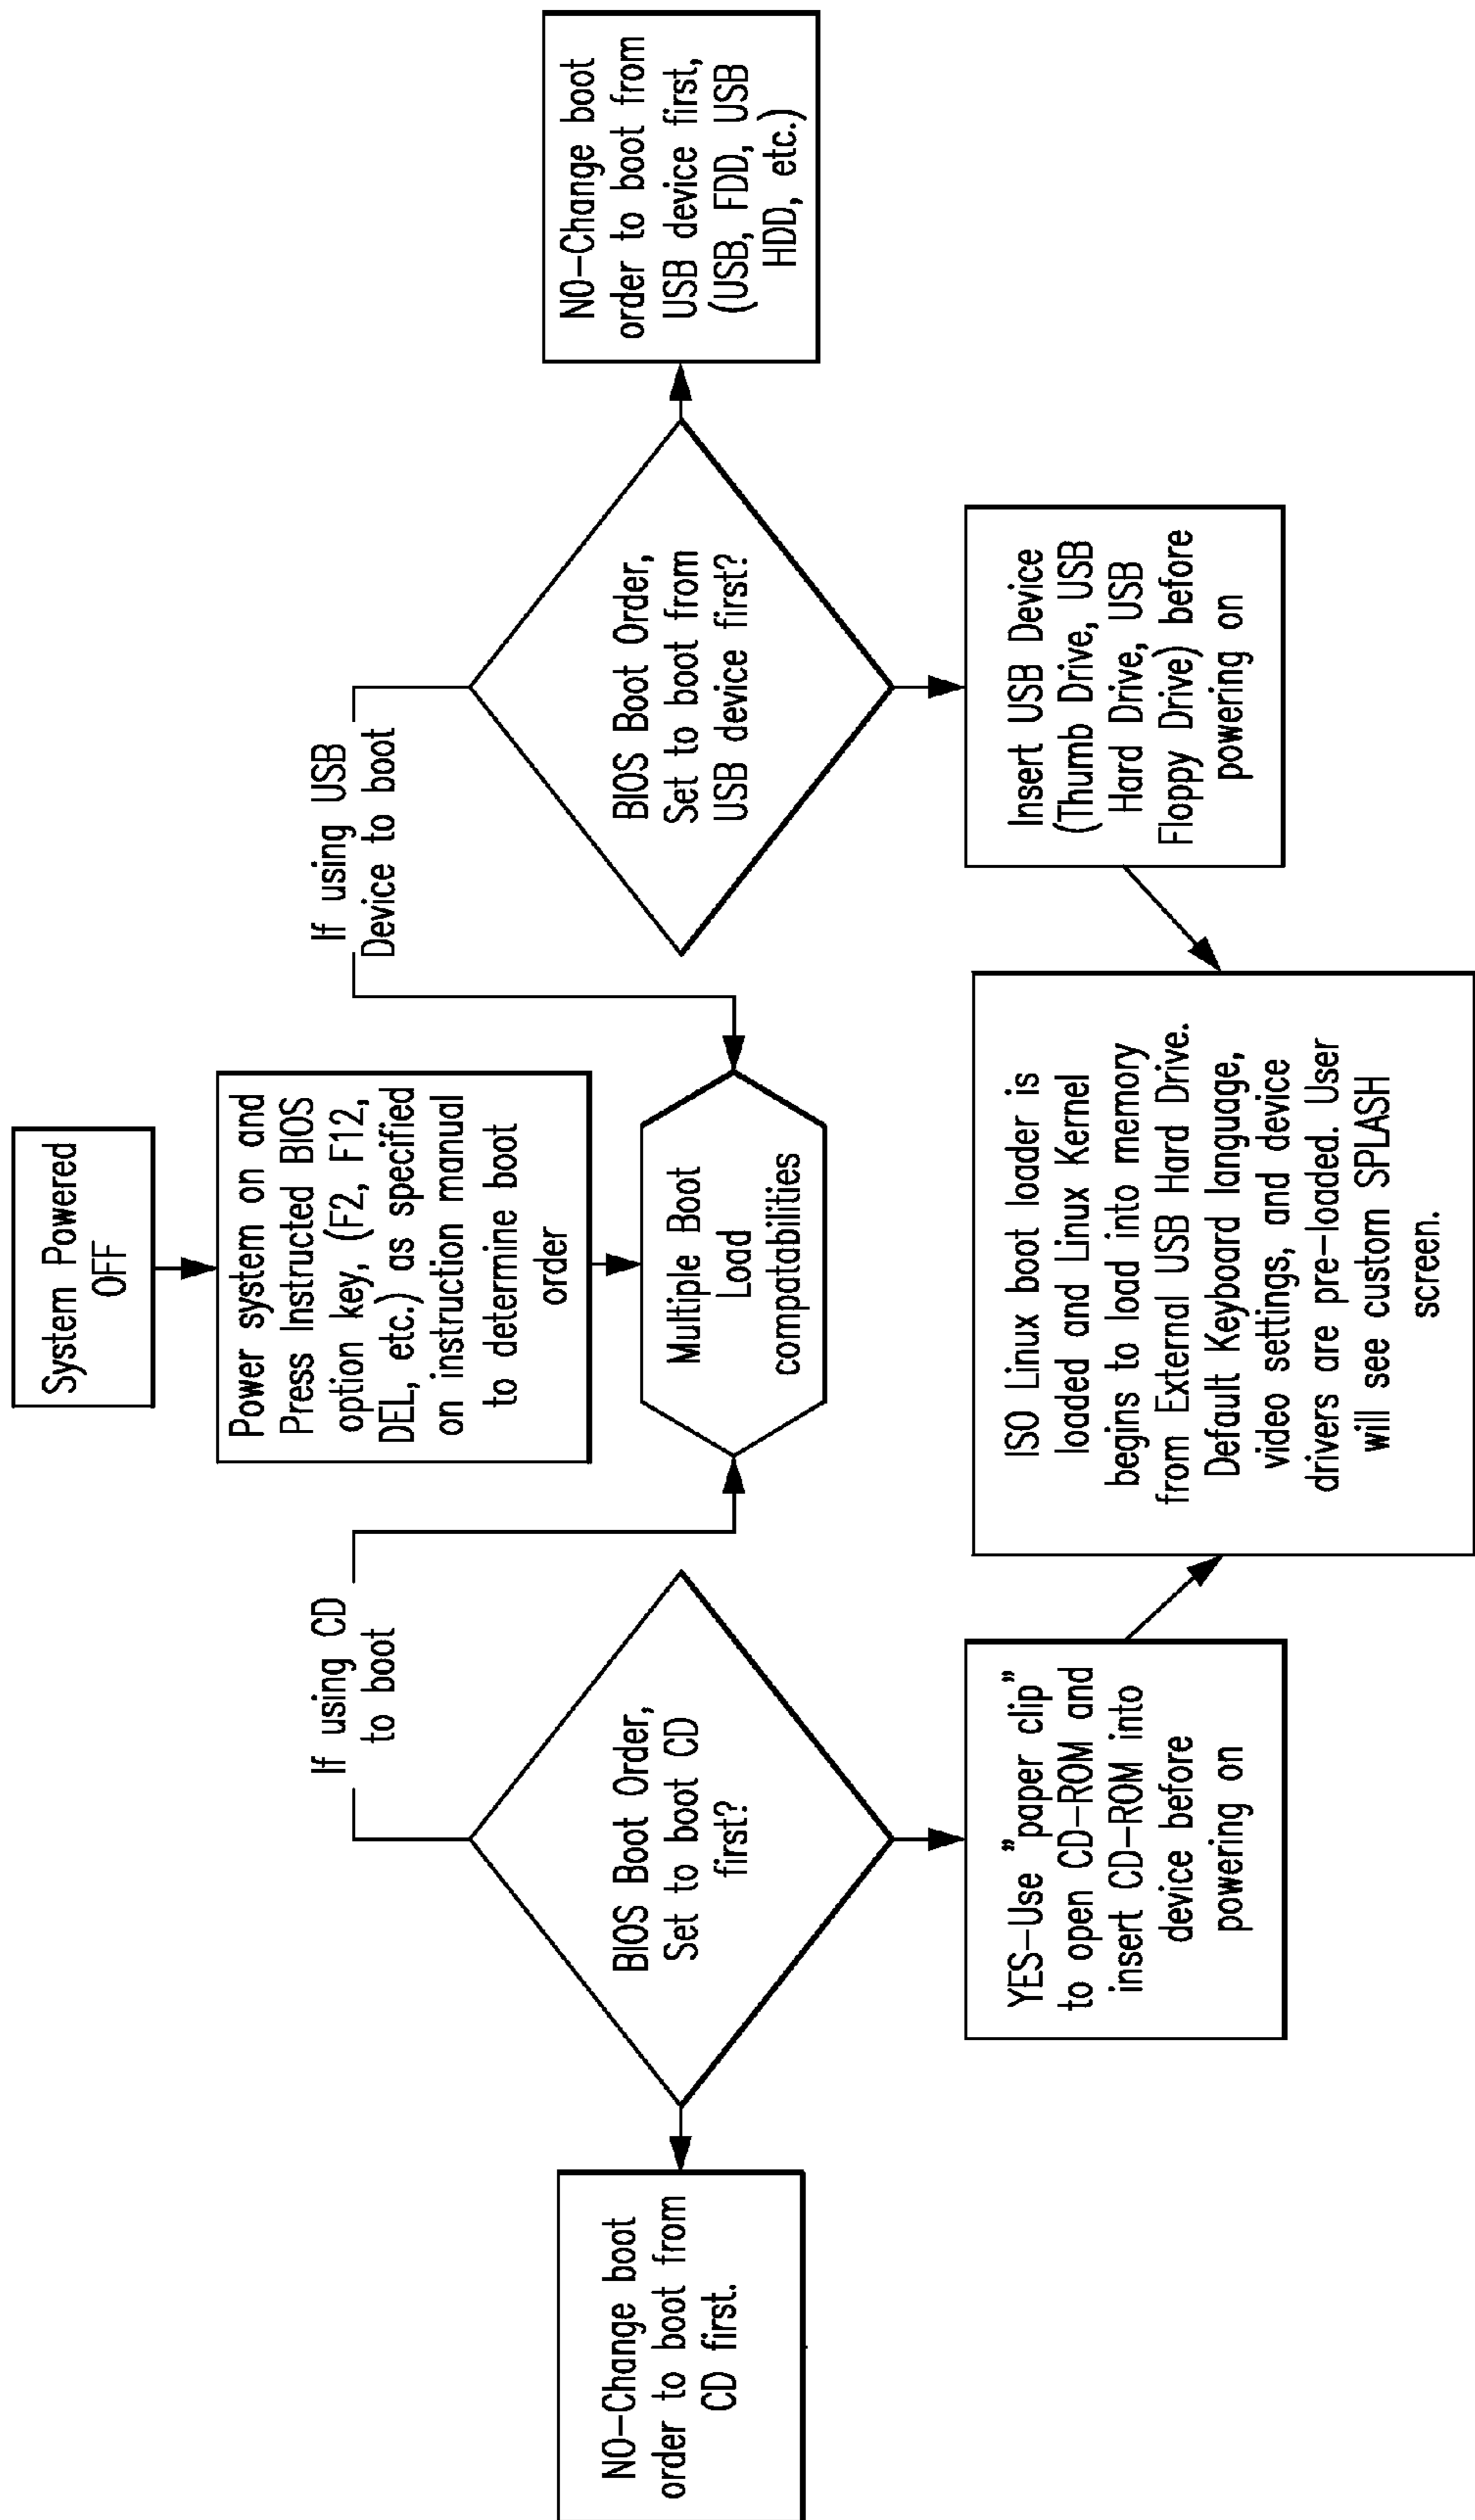 System Powered
OFF
Power system on and
Press Instructed BIOS
option key, (F2, F12,
DEL, etc.) as specified
on instruction manual
to determine boot
order
If using CD
to boot
If using USB
Device to boot
Multiple Boot
Load
compatabilities
NO-Change boot
order to boot from
CD first.
BIOS Boot Order,
Set to boot CD
first?
BIOS Boot Order,
Set to boot from
USB device first?
NO-Change boot
order to boot from
USB device first,
(USB, FDD, USB
HDD, etc.)
YES-Use "paper clip"
to open CD-ROM and
insert CD-ROM into
device before
powering on
ISO Linux boot loader is
loaded and Linux Kernel
begins to load into memory
from External USB Hard Drive.
Default Keyboard language,
video settings, and device
drivers are pre-loaded. User
will see custom SPLASH
screen.
Insert USB Device
(Thumb Drive, USB
Hard Drive, USB
Floppy Drive) before
powering on